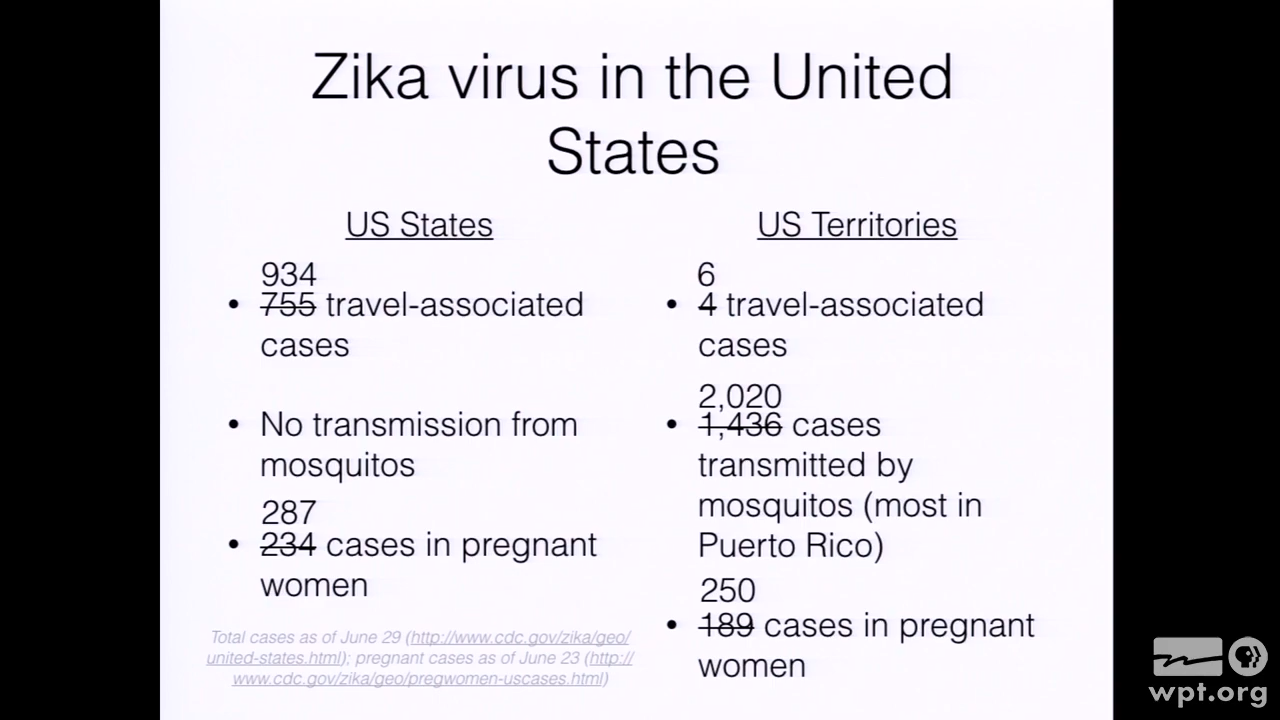 Zika virus in the United
States
US States
934
• 755 travel-associated
cases
• No transmission from
mosquitos
287
• 234 cases in pregnant
women
Total cases as of June 29 (http://www.cdc.gov/zika/geo/
united-states.html); pregnant cases as of June 23 (http://
www.cdc.gov/zika/geo/pregwomen-uscases.html)
US Territories
6
• 4 travel-associated
cases
2,020
• 1,436 cases
transmitted by
mosquitos (most in
Puerto Rico)
250
• 189 cases in pregnant
women
wpt.org